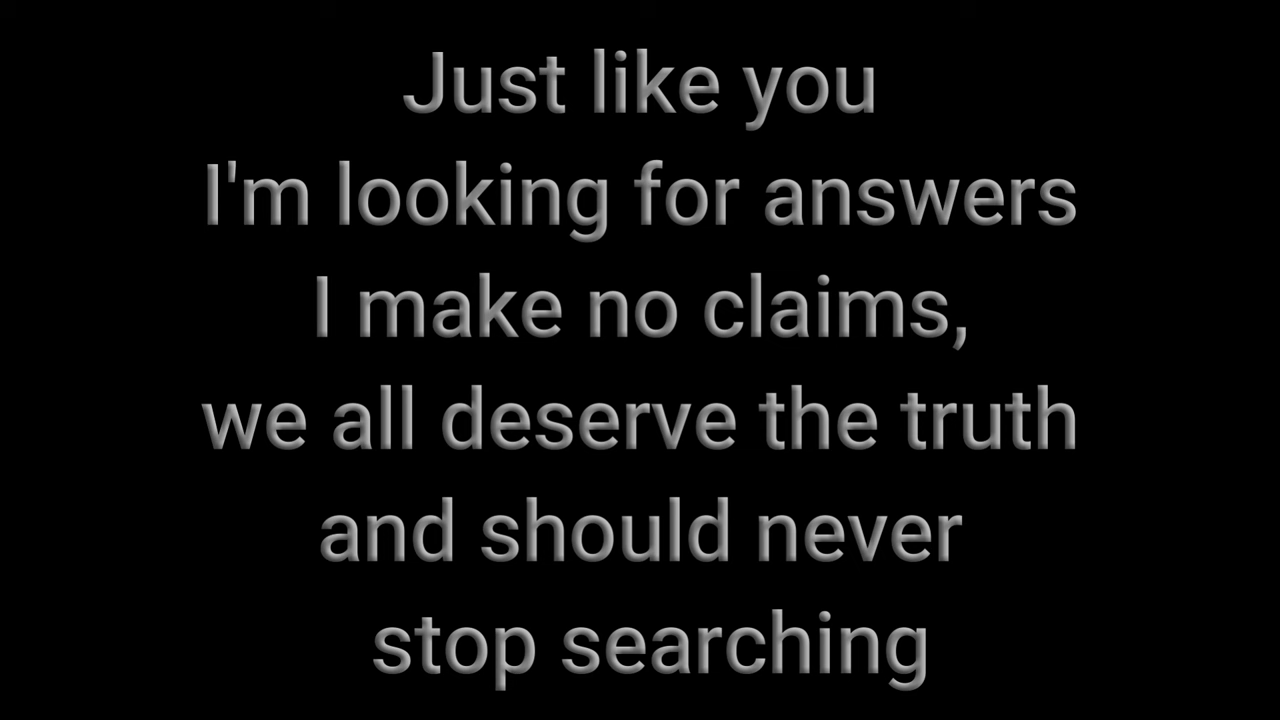 Just like you
I'm looking for answers
I make no claims,
we all deserve the truth
and should never
stop searching